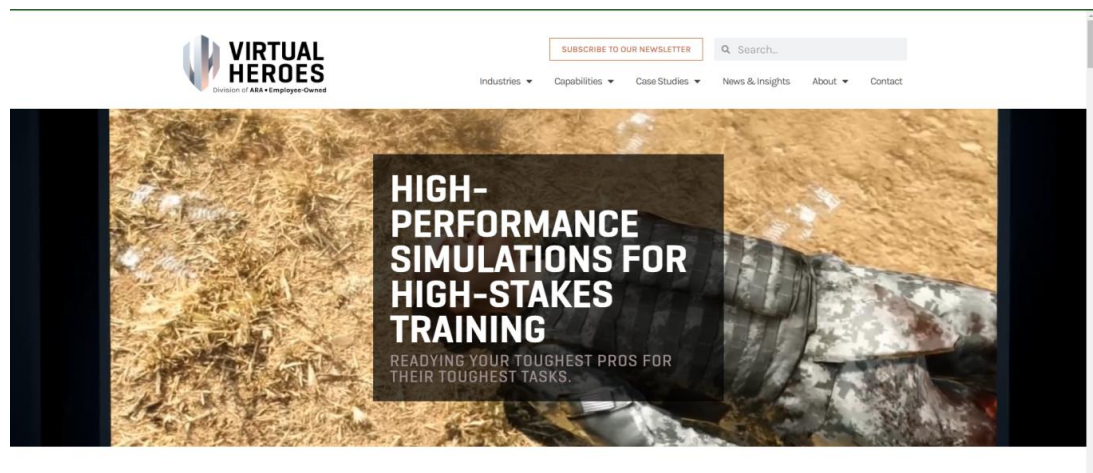 VIRTUAL
HEROES
Division of ARA • Employee-Owned
SUBSCRIBE TO OUR NEWSLETTER
Search...
Industries
Capabilities
Case Studies
News & Insights
About
Contact
HIGH-
PERFORMANCE
SIMULATIONS FOR
HIGH-STAKES
TRAINING
READYING YOUR TOUGHEST PROS FOR
THEIR TOUGHEST TASKS.